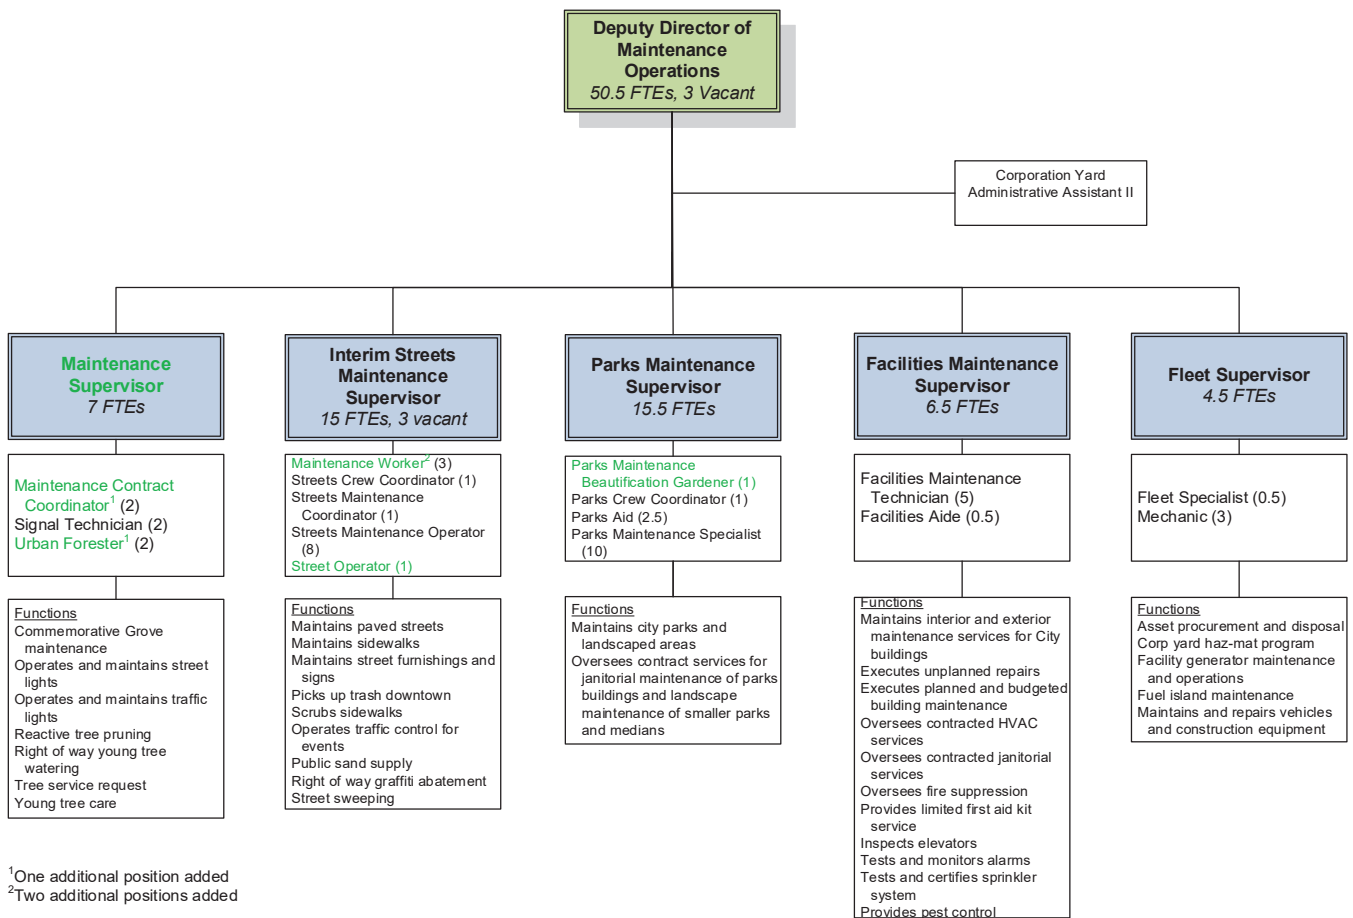 Deputy Director of
Maintenance
Operations
50.5 FTEs, 3 Vacant
Corporation Yard
Administrative Assistant II
Maintenance
Supervisor
7 FTEs
Interim Streets
Maintenance
Supervisor
15 FTEs, 3 vacant
Parks Maintenance
Supervisor
15.5 FTEs
Facilities Maintenance
Supervisor
6.5 FTEs
Fleet Supervisor
4.5 FTEs
Maintenance Contract
Coordinator¹ (2)
Signal Technician (2)
Urban Forester¹ (2)
Maintenance Worker² (3)
Streets Crew Coordinator (1)
Streets Maintenance
Coordinator (1)
Streets Maintenance Operator
(8)
Street Operator (1)
Parks Maintenance
Beautification Gardener (1)
Parks Crew Coordinator (1)
Parks Aid (2.5)
Parks Maintenance Specialist
(10)
Facilities Maintenance
Technician (5)
Facilities Aide (0.5)
Fleet Specialist (0.5)
Mechanic (3)
Functions
Commemorative Grove
maintenance
Operates and maintains street
lights
Operates and maintains traffic
lights
Reactive tree pruning
Right of way young tree
watering
Tree service request
Young tree care
Functions
Maintains paved streets
Maintains sidewalks
Maintains street furnishings and
signs
Picks up trash downtown
Scrubs sidewalks
Operates traffic control for
events
Public sand supply
Right of way graffiti abatement
Street sweeping
Functions
Maintains city parks and
landscaped areas
Oversees contract services for
janitorial maintenance of parks
buildings and landscape
maintenance of smaller parks
and medians
Functions
Maintains interior and exterior
maintenance services for City
buildings
Executes unplanned repairs
Executes planned and budgeted
building maintenance
Oversees contracted HVAC
services
Oversees contracted janitorial
services
Oversees fire suppression
Provides limited first aid kit
service
Inspects elevators
Tests and monitors alarms
Tests and certifies sprinkler
system
Provides pest control
Functions
Asset procurement and disposal
Corp yard haz-mat program
Facility generator maintenance
and operations
Fuel island maintenance
Maintains and repairs vehicles
and construction equipment
¹One additional position added
²Two additional positions added